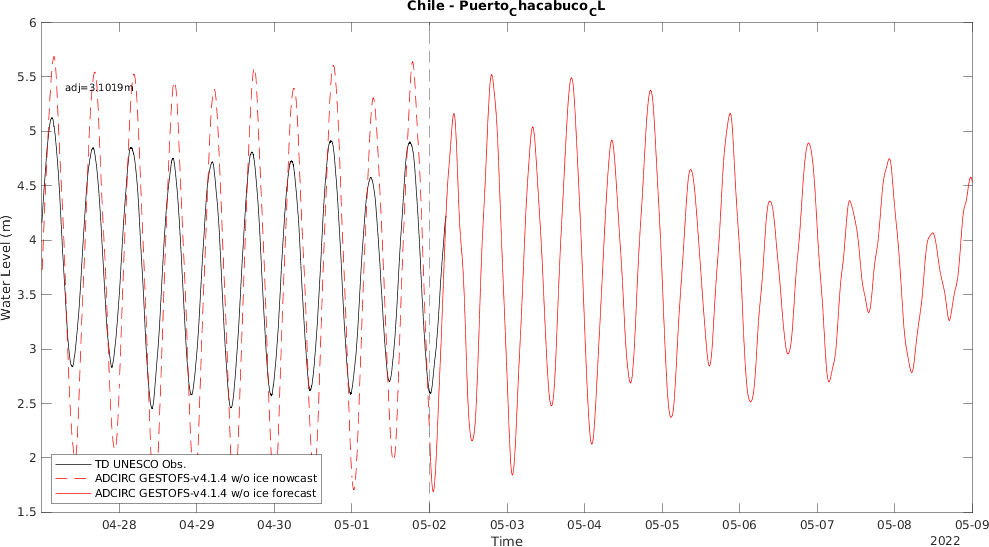 Chile - PuertoChacabucoCL
6
5.5
adj=3.1019m
5
4.5
4
3.5
3
2.5
2
1.5
Water Level (m)
TD UNESCO Obs.
ADCIRC GESTOFS-v4.1.4 w/o ice nowcast
ADCIRC GESTOFS-v4.1.4 w/o ice forecast
04-28 04-29 04-30 05-01 05-02 05-03 05-04 05-05 05-06 05-07 05-08 05-09
Time
2022